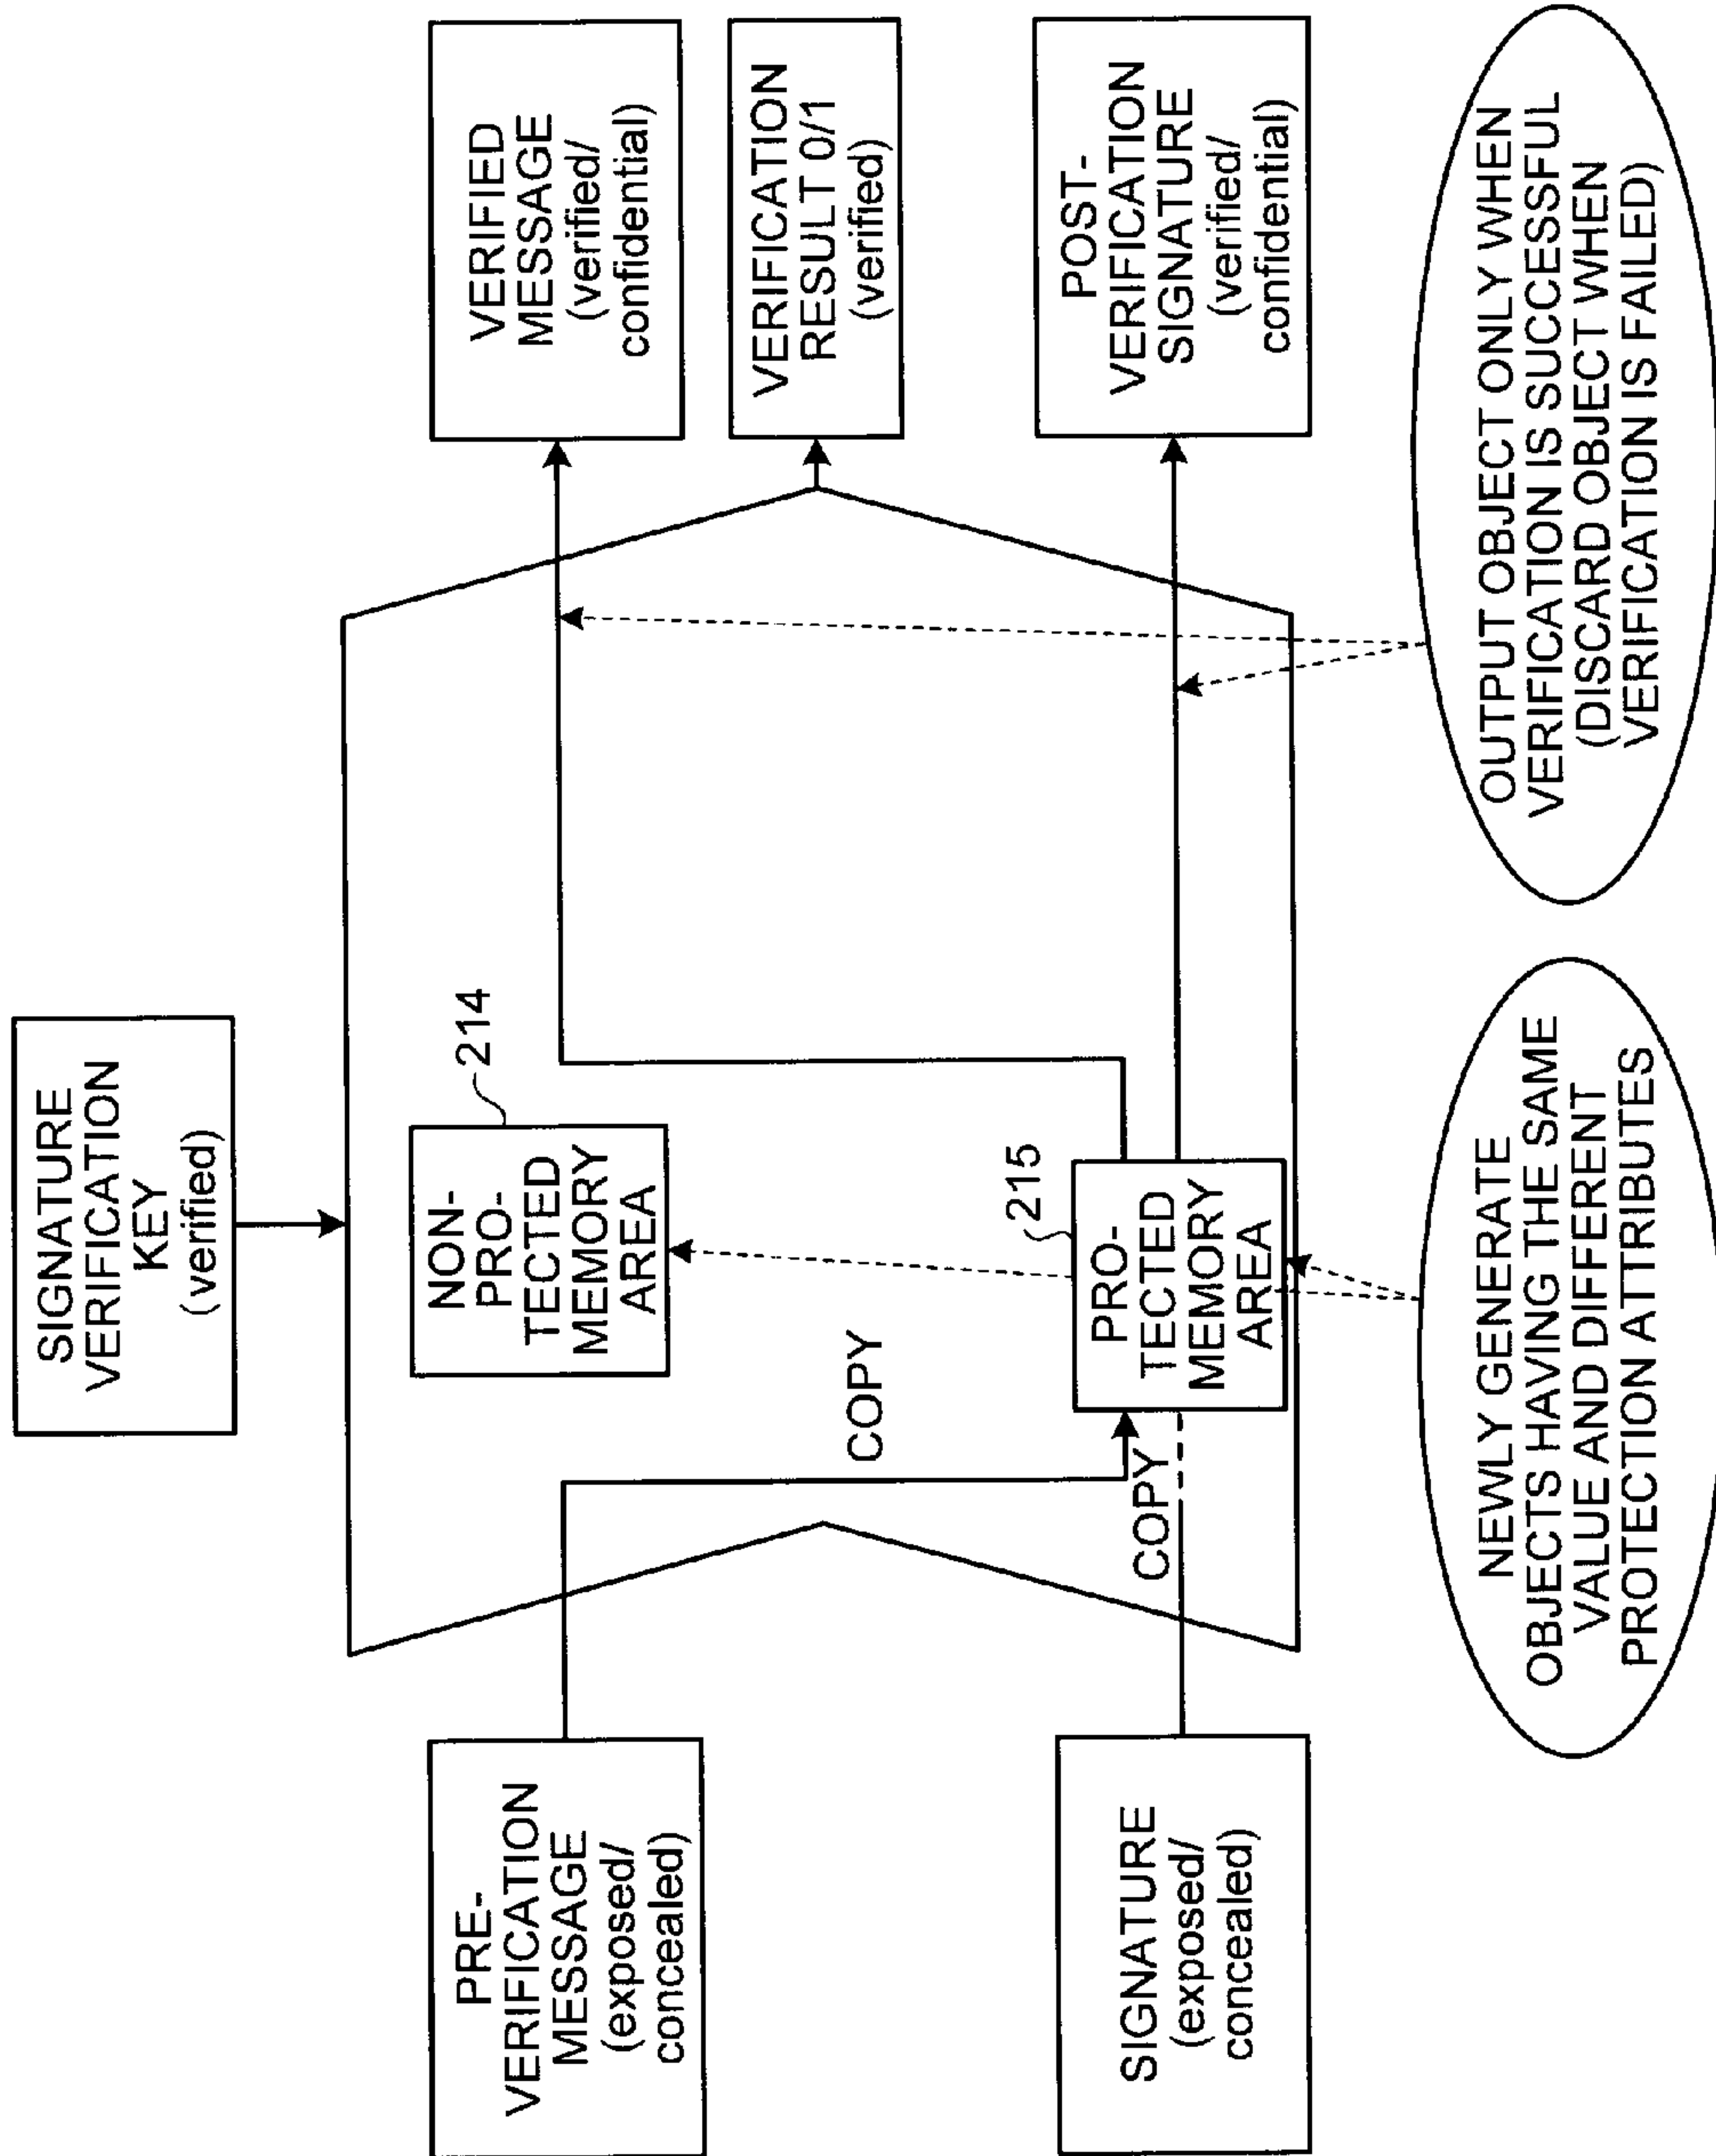 SIGNATURE
VERIFICATION
KEY
(verified)
PRE-
VERIFICATION
MESSAGE
(exposed/
concealed)
SIGNATURE
(exposed/
concealed)
COPY
COPY
NON-
PRO-
TECTED
MEMORY
AREA
214
PRO-
TECTED
MEMORY
AREA
215
VERIFIED
MESSAGE
(verified/
confidential)
VERIFICATION
RESULT 0/1
(verified)
POST-
VERIFICATION
SIGNATURE
(verified/
confidential)
NEWLY GENERATE
OBJECTS HAVING THE SAME
VALUE AND DIFFERENT
PROTECTION ATTRIBUTES
OUTPUT OBJECT ONLY WHEN
VERIFICATION IS SUCCESSFUL
(DISCARD OBJECT WHEN
VERIFICATION IS FAILED)